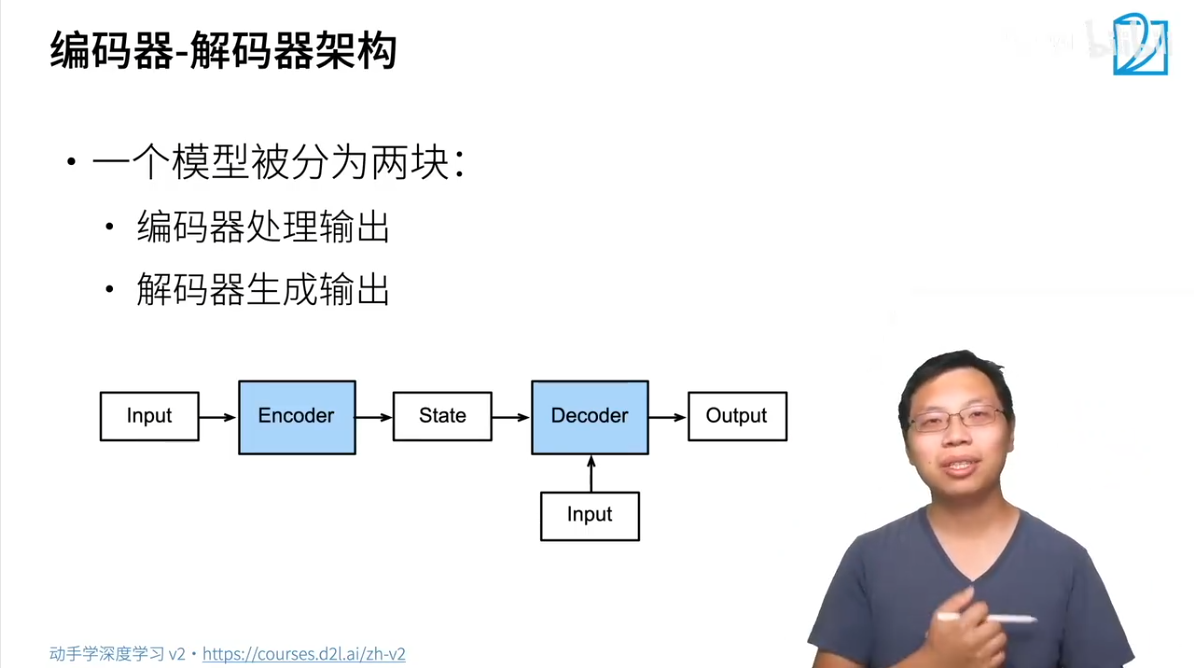 编码器-解码器架构
• 一个模型被分为两块：
• 编码器处理输出
• 解码器生成输出
Input
Encoder
State
Decoder
Output
Input
动手学深度学习 v2 • https://courses.d2l.ai/zh-v2